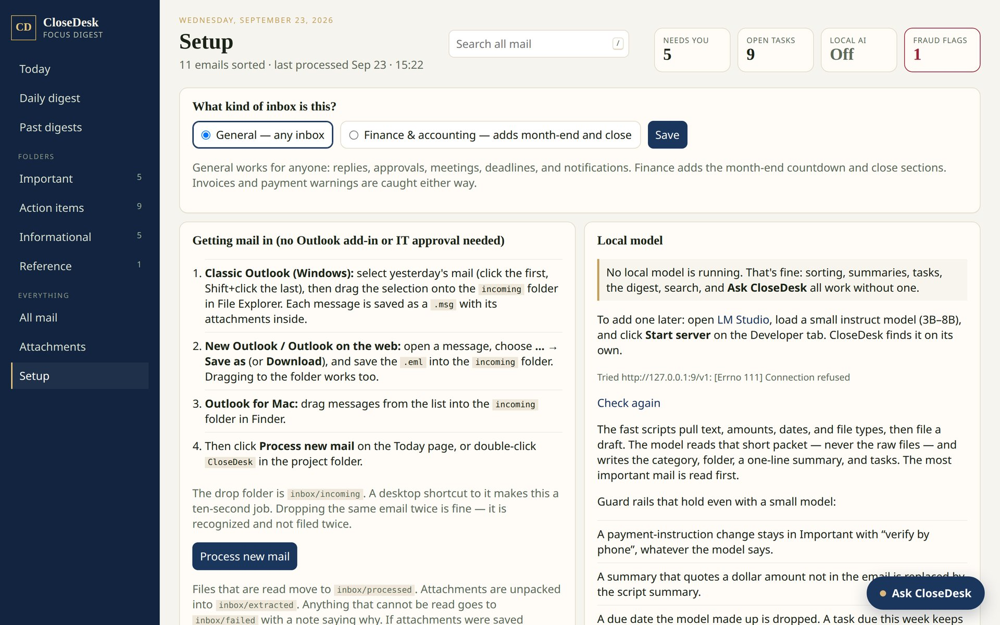 CD
CloseDesk
FOCUS DIGEST
Today
Daily digest
Past digests
FOLDERS
Important 5
Action items 9
Informational 5
Reference 1
EVERYTHING
All mail
Attachments
Setup
WEDNESDAY, SEPTEMBER 23, 2026
Setup
11 emails sorted · last processed Sep 23 · 15:22
Search all mail /
NEEDS YOU
5
OPEN TASKS
9
LOCAL AI
Off
FRAUD FLAGS
1
What kind of inbox is this?
General — any inbox
Finance & accounting — adds month-end and close
Save
General works for anyone: replies, approvals, meetings, deadlines, and notifications. Finance adds the month-end countdown and close sections.
Invoices and payment warnings are caught either way.
Getting mail in (no Outlook add-in or IT approval needed)
1. Classic Outlook (Windows): select yesterday's mail (click the first,
Shift+click the last), then drag the selection onto the incoming folder
in File Explorer. Each message is saved as a .msg with its
attachments inside.
2. New Outlook / Outlook on the web: open a message, choose ... →
Save as (or Download), and save the .eml into the incoming folder.
Dragging to the folder works too.
3. Outlook for Mac: drag messages from the list into the incoming
folder in Finder.
4. Then click Process new mail on the Today page, or double-click
CloseDesk in the project folder.
The drop folder is inbox/incoming. A desktop shortcut to it makes this a
ten-second job. Dropping the same email twice is fine — it is
recognized and not filed twice.
Process new mail
Files that are read move to inbox/processed. Attachments are unpacked
into inbox/extracted. Anything that cannot be read goes to
inbox/failed with a note saying why. If attachments were saved
Local model
No local model is running. That's fine: sorting, summaries, tasks,
the digest, search, and Ask CloseDesk all work without one.
To add one later: open LM Studio, load a small instruct model (3B–8B),
and click Start server on the Developer tab. CloseDesk finds it on its
own.
Tried http://127.0.0.1:9/v1: [Errno 111] Connection refused
Check again
The fast scripts pull text, amounts, dates, and file types, then file a
draft. The model reads that short packet — never the raw files — and
writes the category, folder, a one-line summary, and tasks. The most
important mail is read first.
Guard rails that hold even with a small model:
A payment-instruction change stays in Important with “verify by
phone”, whatever the model says.
A summary that quotes a dollar amount not in the email is replaced by
the script summary.
A due date the model made up is dropped. A task due this week keeps
Ask CloseDesk